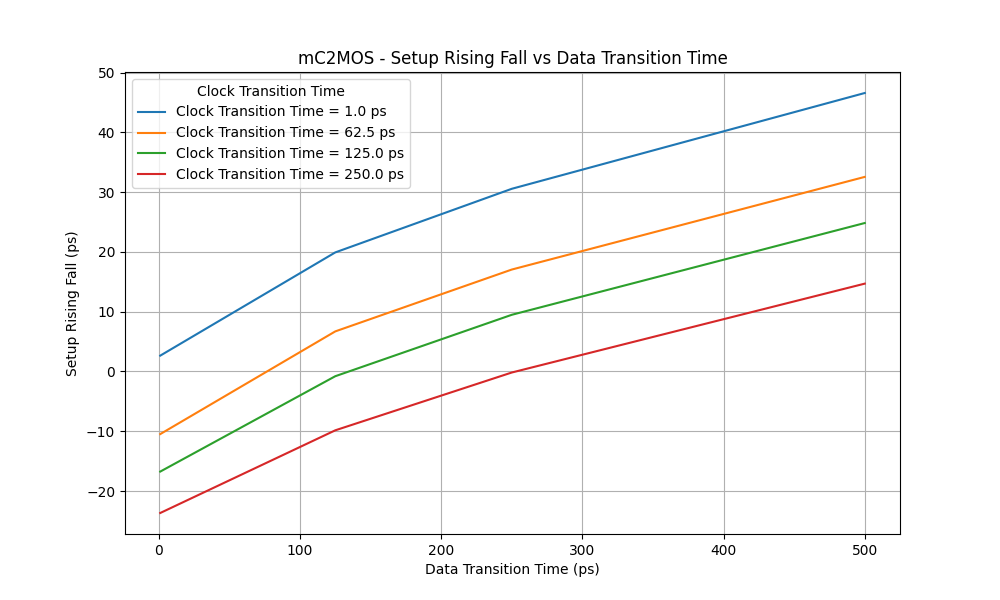 mC2MOS - Setup Rising Fall vs Data Transition Time
Clock Transition Time
Clock Transition Time = 1.0 ps
Clock Transition Time = 62.5 ps
Clock Transition Time = 125.0 ps
Clock Transition Time = 250.0 ps
Setup Rising Fall (ps)
50
40
30
20
10
0
−10
−20
0 100 200 300 400 500
Data Transition Time (ps)